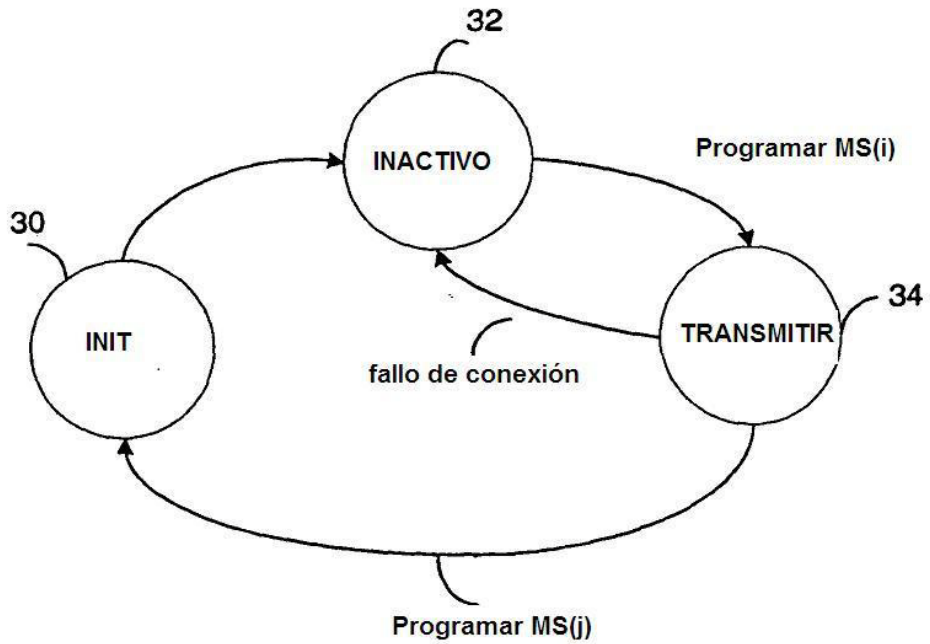 32
INACTIVO
Programar MS(i)
30
INIT
34
TRANSMITIR
fallo de conexión
Programar MS(j)